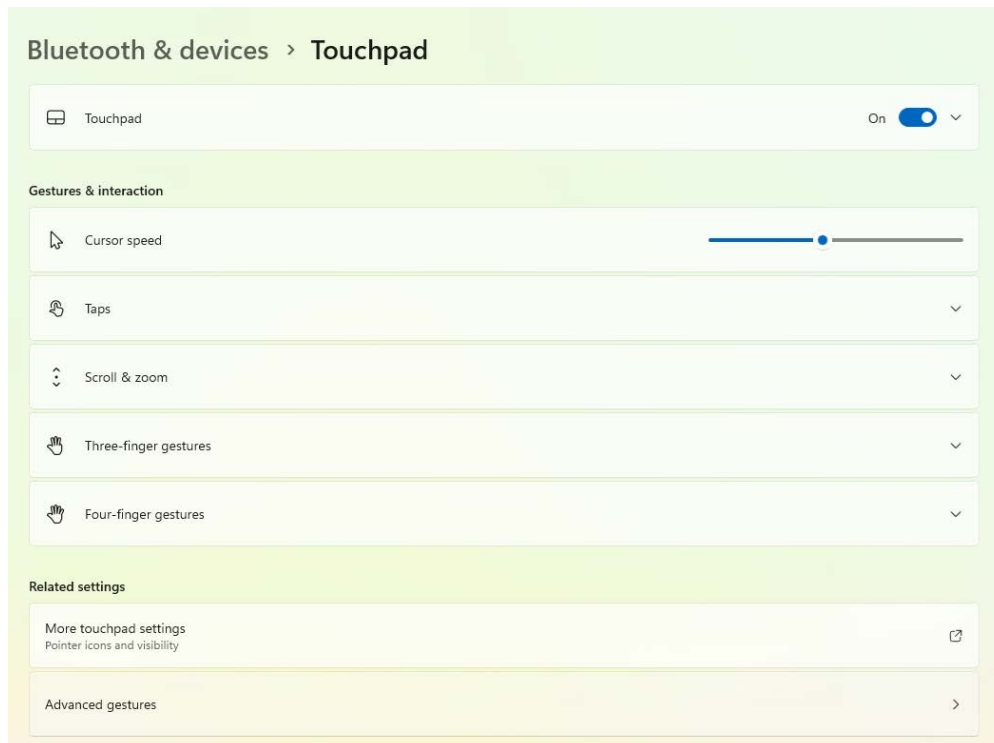 Bluetooth & devices > Touchpad
Touchpad On
Gestures & interaction
Cursor speed
Taps
Scroll & zoom
Three-finger gestures
Four-finger gestures
Related settings
More touchpad settings
Pointer icons and visibility
Advanced gestures